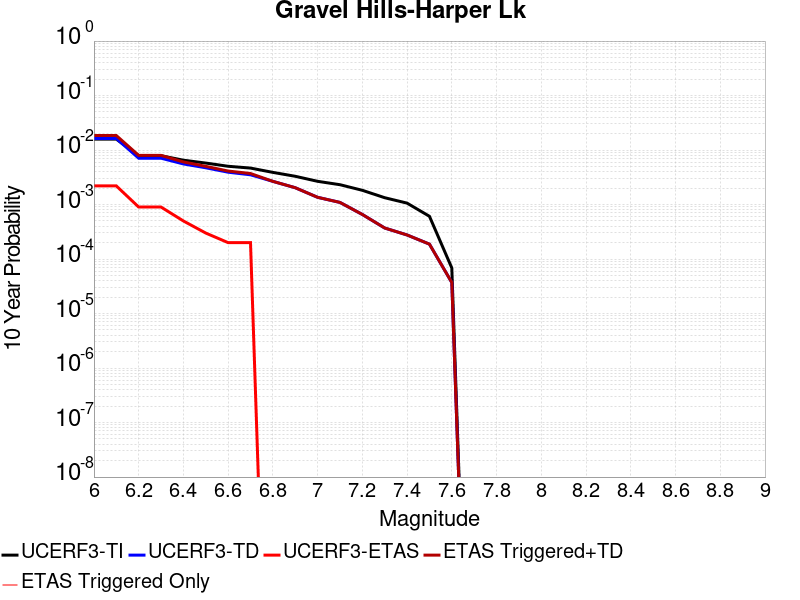 Gravel Hills-Harper Lk
10 0
10 -1
10 -2
10 -3
10 -4
10 -5
10 -6
10 -7
10 -8
10 Year Probability
6 6.2 6.4 6.6 6.8 7 7.2 7.4 7.6 7.8 8 8.2 8.4 8.6 8.8 9
Magnitude
UCERF3-TI UCERF3-TD UCERF3-ETAS ETAS Triggered+TD
ETAS Triggered Only